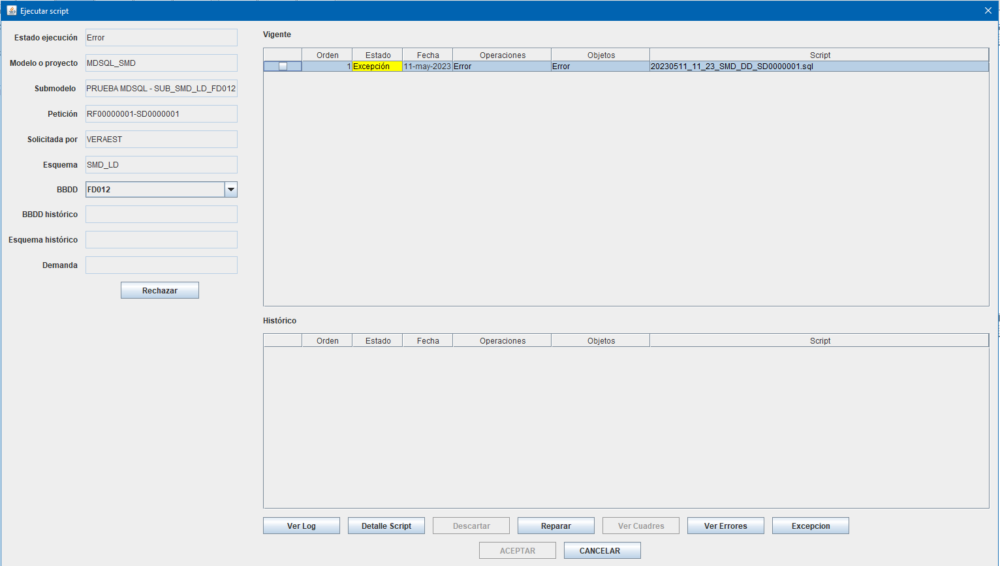 Ejecutar script
Estado ejecución Error
Modelo o proyecto MDSQL_SMD
Submodelo PRUEBA MDSQL - SUB_SMD_LD_FD012
Petición RF00000001-SD0000001
Solicitada por VERAEST
Esquema SMD_LD
BBDD FD012
BBDD histórico
Esquema histórico
Demanda
Rechazar
Vigente
Orden Estado Fecha Operaciones Objetos Script
1 Excepción 11-may-2023 Error Error 20230511_11_23_SMD_DD_SD0000001.sql
Histórico
Orden Estado Fecha Operaciones Objetos Script
Ver Log Detalle Script Descartar Reparar Ver Cuadres Ver Errores Excepcion
ACEPTAR CANCELAR